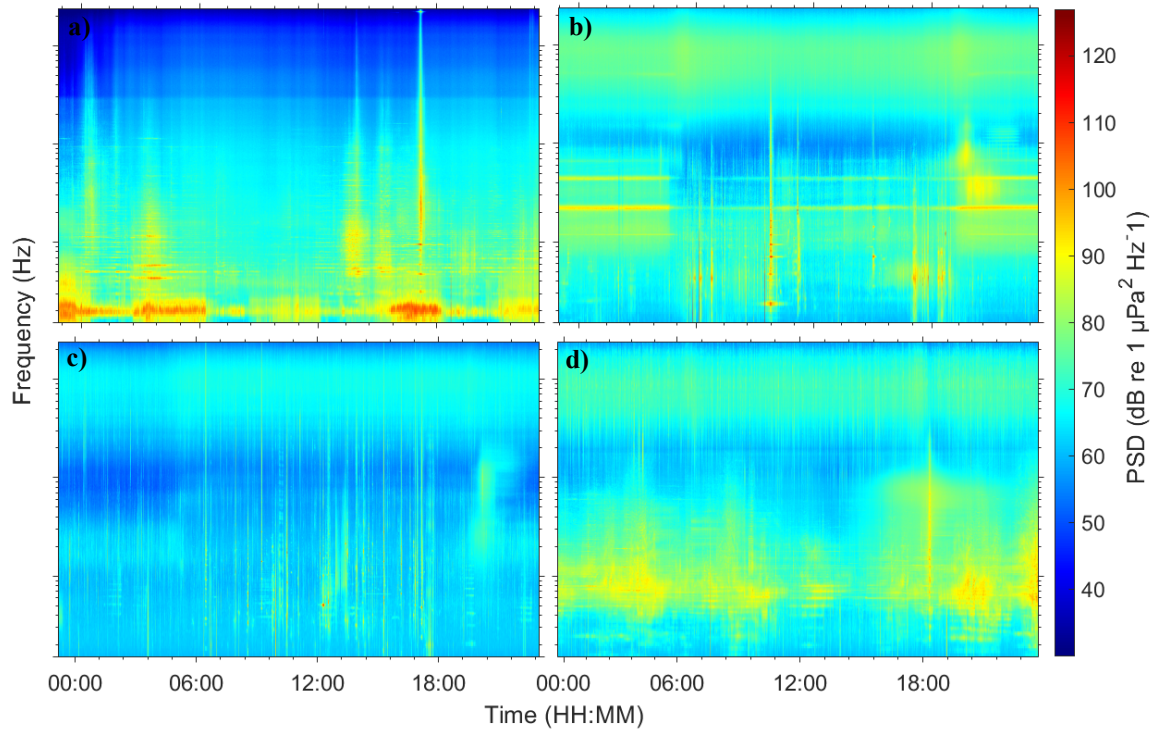 a)
b)
c)
d)
Frequency (Hz)
00:00 06:00 12:00 18:00
00:00 06:00 12:00 18:00
Time (HH:MM)
120
110
100
90
80
70
60
50
40
PSD (dB re 1 μPa² Hz⁻¹)